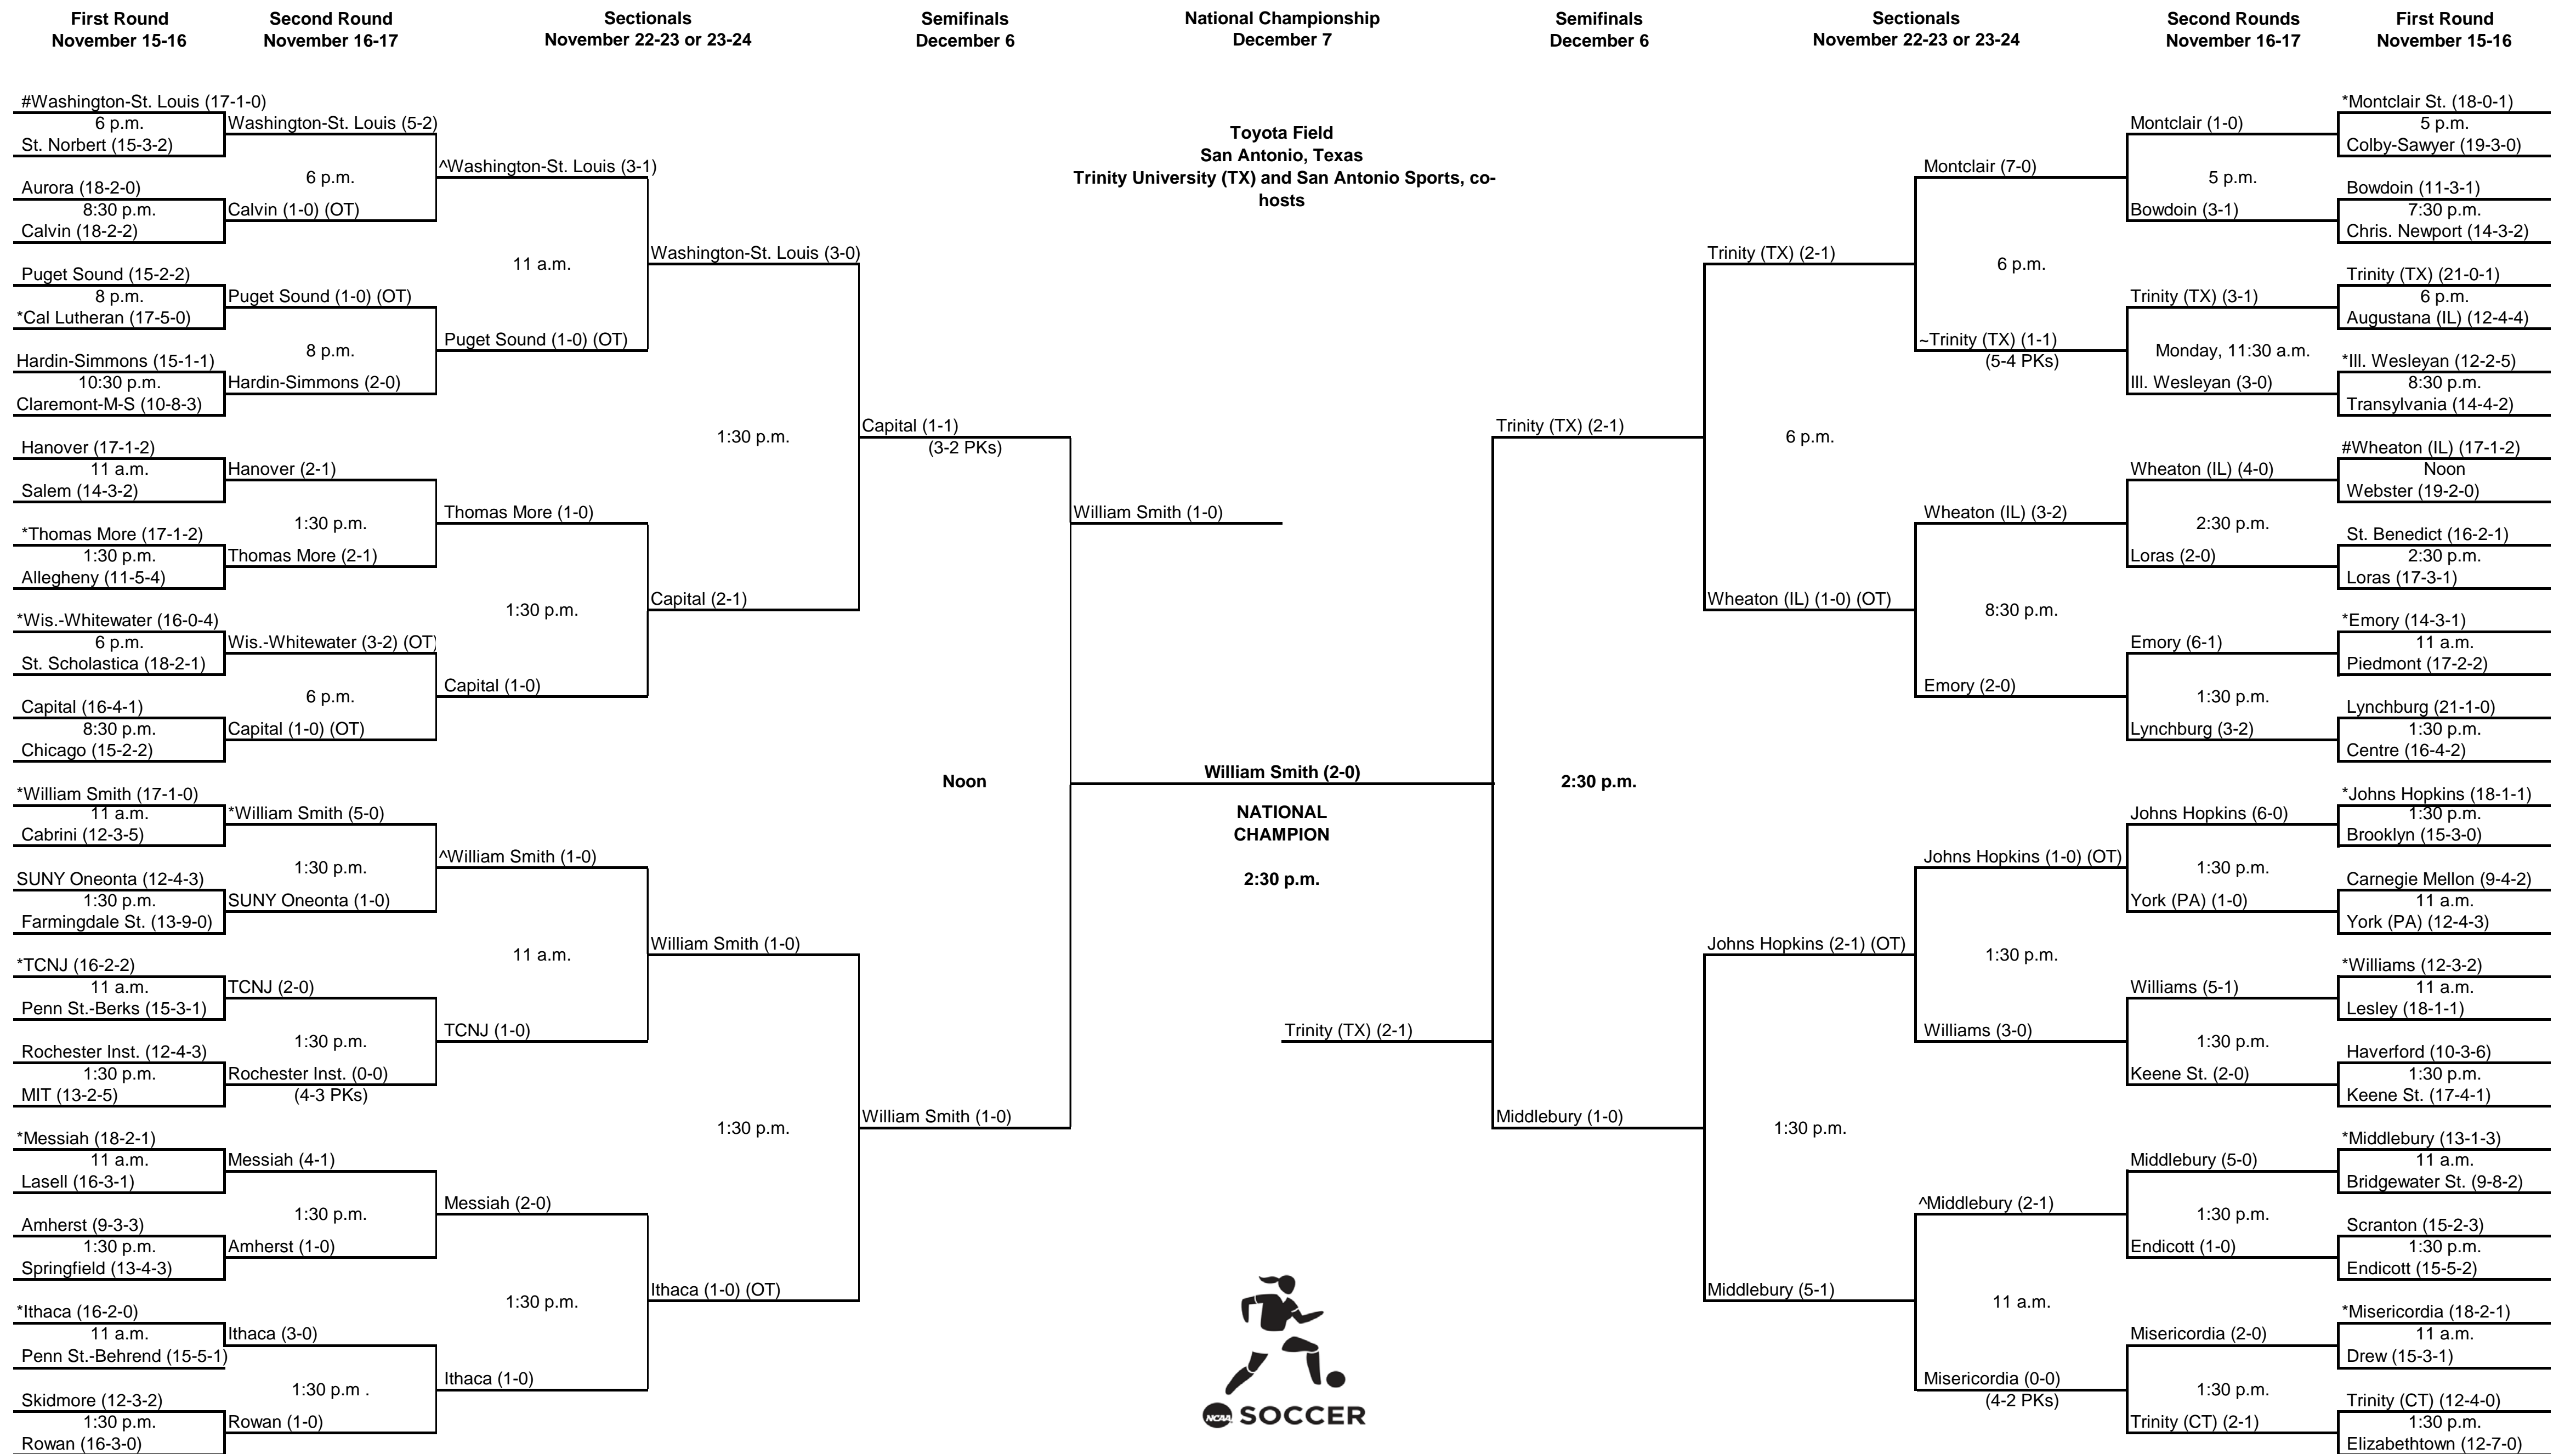 First Round
November 15-16
Second Round
November 16-17
Sectionals
November 22-23 or 23-24
Semifinals
December 6
National Championship
December 7
Semifinals
December 6
Sectionals
November 22-23 or 23-24
Second Rounds
November 16-17
First Round
November 15-16
#Washington-St. Louis (17-1-0)
6 p.m.
St. Norbert (15-3-2)
Aurora (18-2-0)
8:30 p.m.
Calvin (18-2-2)
Puget Sound (15-2-2)
8 p.m.
*Cal Lutheran (17-5-0)
Hardin-Simmons (15-1-1)
10:30 p.m.
Claremont-M-S (10-8-3)
Hanover (17-1-2)
11 a.m.
Salem (14-3-2)
*Thomas More (17-1-2)
1:30 p.m.
Allegheny (11-5-4)
*Wis.-Whitewater (16-0-4)
6 p.m.
St. Scholastica (18-2-1)
Capital (16-4-1)
8:30 p.m.
Chicago (15-2-2)
*William Smith (17-1-0)
11 a.m.
Cabrini (12-3-5)
SUNY Oneonta (12-4-3)
1:30 p.m.
Farmingdale St. (13-9-0)
*TCNJ (16-2-2)
11 a.m.
Penn St.-Berks (15-3-1)
Rochester Inst. (12-4-3)
1:30 p.m.
MIT (13-2-5)
*Messiah (18-2-1)
11 a.m.
Lasell (16-3-1)
Amherst (9-3-3)
1:30 p.m.
Springfield (13-4-3)
*Ithaca (16-2-0)
11 a.m.
Penn St.-Behrend (15-5-1)
Skidmore (12-3-2)
1:30 p.m.
Rowan (16-3-0)
Washington-St. Louis (5-2)
6 p.m.
Calvin (1-0) (OT)
Puget Sound (1-0) (OT)
8 p.m.
Hardin-Simmons (2-0)
Hanover (2-1)
1:30 p.m.
Thomas More (2-1)
Wis.-Whitewater (3-2) (OT)
6 p.m.
Capital (1-0) (OT)
*William Smith (5-0)
1:30 p.m.
SUNY Oneonta (1-0)
TCNJ (2-0)
1:30 p.m.
Rochester Inst. (0-0)
(4-3 PKs)
Messiah (4-1)
1:30 p.m.
Amherst (1-0)
Ithaca (3-0)
1:30 p.m .
Rowan (1-0)
^Washington-St. Louis (3-1)
11 a.m.
Puget Sound (1-0) (OT)
Thomas More (1-0)
1:30 p.m.
Capital (1-0)
^William Smith (1-0)
11 a.m.
TCNJ (1-0)
Messiah (2-0)
1:30 p.m.
Ithaca (1-0)
Washington-St. Louis (3-0)
1:30 p.m.
Capital (2-1)
William Smith (1-0)
1:30 p.m.
Ithaca (1-0) (OT)
Capital (1-1)
(3-2 PKs)
Noon
William Smith (1-0)
Toyota Field
San Antonio, Texas
Trinity University (TX) and San Antonio Sports, co-
hosts
William Smith (1-0)
William Smith (2-0)
NATIONAL
CHAMPION
2:30 p.m.
Trinity (TX) (2-1)
NCAA SOCCER
Trinity (TX) (2-1)
2:30 p.m.
Middlebury (1-0)
Trinity (TX) (2-1)
6 p.m.
Wheaton (IL) (1-0) (OT)
Johns Hopkins (2-1) (OT)
1:30 p.m.
Middlebury (5-1)
Montclair (7-0)
6 p.m.
~Trinity (TX) (1-1)
(5-4 PKs)
Wheaton (IL) (3-2)
8:30 p.m.
Emory (2-0)
Johns Hopkins (1-0) (OT)
1:30 p.m.
Williams (3-0)
^Middlebury (2-1)
11 a.m.
Misericordia (0-0)
(4-2 PKs)
Montclair (1-0)
5 p.m.
Bowdoin (3-1)
Trinity (TX) (3-1)
Monday, 11:30 a.m.
Ill. Wesleyan (3-0)
Wheaton (IL) (4-0)
2:30 p.m.
Loras (2-0)
Emory (6-1)
1:30 p.m.
Lynchburg (3-2)
Johns Hopkins (6-0)
1:30 p.m.
York (PA) (1-0)
Williams (5-1)
1:30 p.m.
Keene St. (2-0)
Middlebury (5-0)
1:30 p.m.
Endicott (1-0)
Misericordia (2-0)
1:30 p.m.
Trinity (CT) (2-1)
*Montclair St. (18-0-1)
5 p.m.
Colby-Sawyer (19-3-0)
Bowdoin (11-3-1)
7:30 p.m.
Chris. Newport (14-3-2)
Trinity (TX) (21-0-1)
6 p.m.
Augustana (IL) (12-4-4)
*Ill. Wesleyan (12-2-5)
8:30 p.m.
Transylvania (14-4-2)
#Wheaton (IL) (17-1-2)
Noon
Webster (19-2-0)
St. Benedict (16-2-1)
2:30 p.m.
Loras (17-3-1)
*Emory (14-3-1)
11 a.m.
Piedmont (17-2-2)
Lynchburg (21-1-0)
1:30 p.m.
Centre (16-4-2)
*Johns Hopkins (18-1-1)
1:30 p.m.
Brooklyn (15-3-0)
Carnegie Mellon (9-4-2)
11 a.m.
York (PA) (12-4-3)
*Williams (12-3-2)
11 a.m.
Lesley (18-1-1)
Haverford (10-3-6)
1:30 p.m.
Keene St. (17-4-1)
*Middlebury (13-1-3)
11 a.m.
Bridgewater St. (9-8-2)
Scranton (15-2-3)
1:30 p.m.
Endicott (15-5-2)
*Misericordia (18-2-1)
11 a.m.
Drew (15-3-1)
Trinity (CT) (12-4-0)
1:30 p.m.
Elizabethtown (12-7-0)